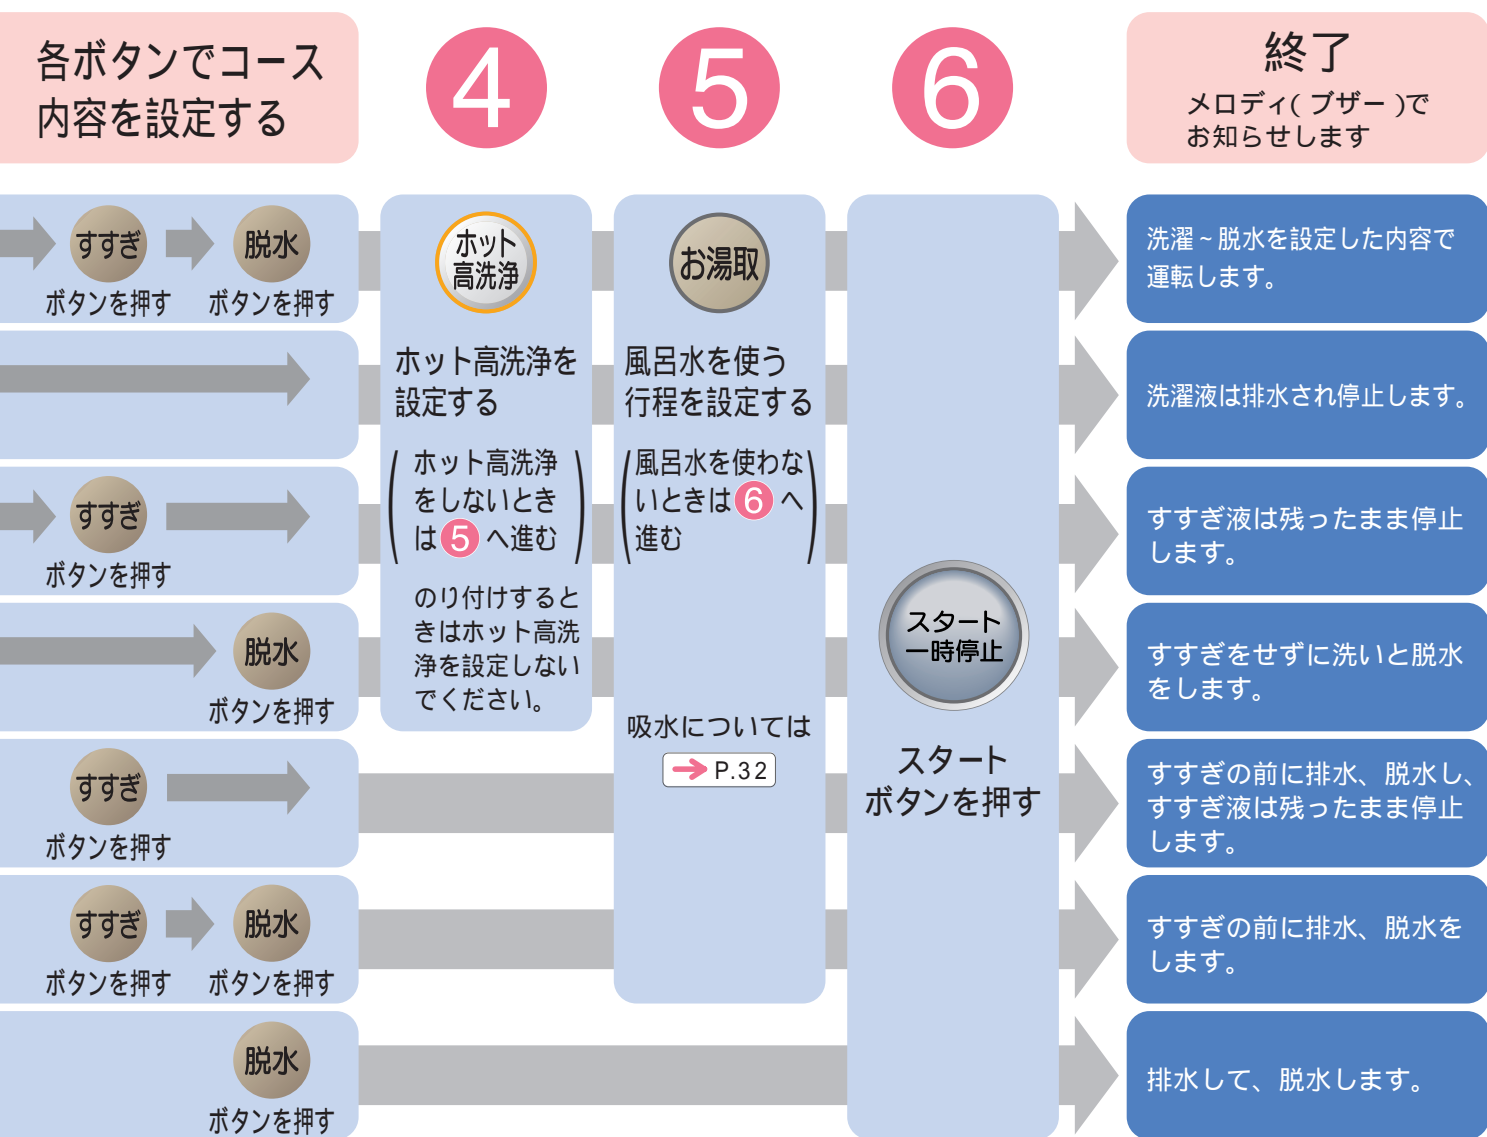 各ボタンでコース
内容を設定する
4
5
6
終了
メロディ(ブザー)で
お知らせします
すすぎ
ボタンを押す
脱水
ボタンを押す
すすぎ
ボタンを押す
脱水
ボタンを押す
すすぎ
ボタンを押す
すすぎ
ボタンを押す
脱水
ボタンを押す
脱水
ボタンを押す
ホット
高洗浄
ホット高洗浄を
設定する
ホット高洗浄
をしないとき
は5へ進む
のり付けすると
きはホット高洗
浄を設定しない
でください。
お湯取
風呂水を使う
行程を設定する
風呂水を使わな
いときは6へ
進む
吸水については
P.32
スタート
一時停止
スタート
ボタンを押す
洗濯~脱水を設定した内容で
運転します。
洗濯液は排水され停止します。
すすぎ液は残ったまま停止
します。
すすぎをせずに洗いと脱水
をします。
すすぎの前に排水、脱水し、
すすぎ液は残ったまま停止
します。
すすぎの前に排水、脱水を
します。
排水して、脱水します。